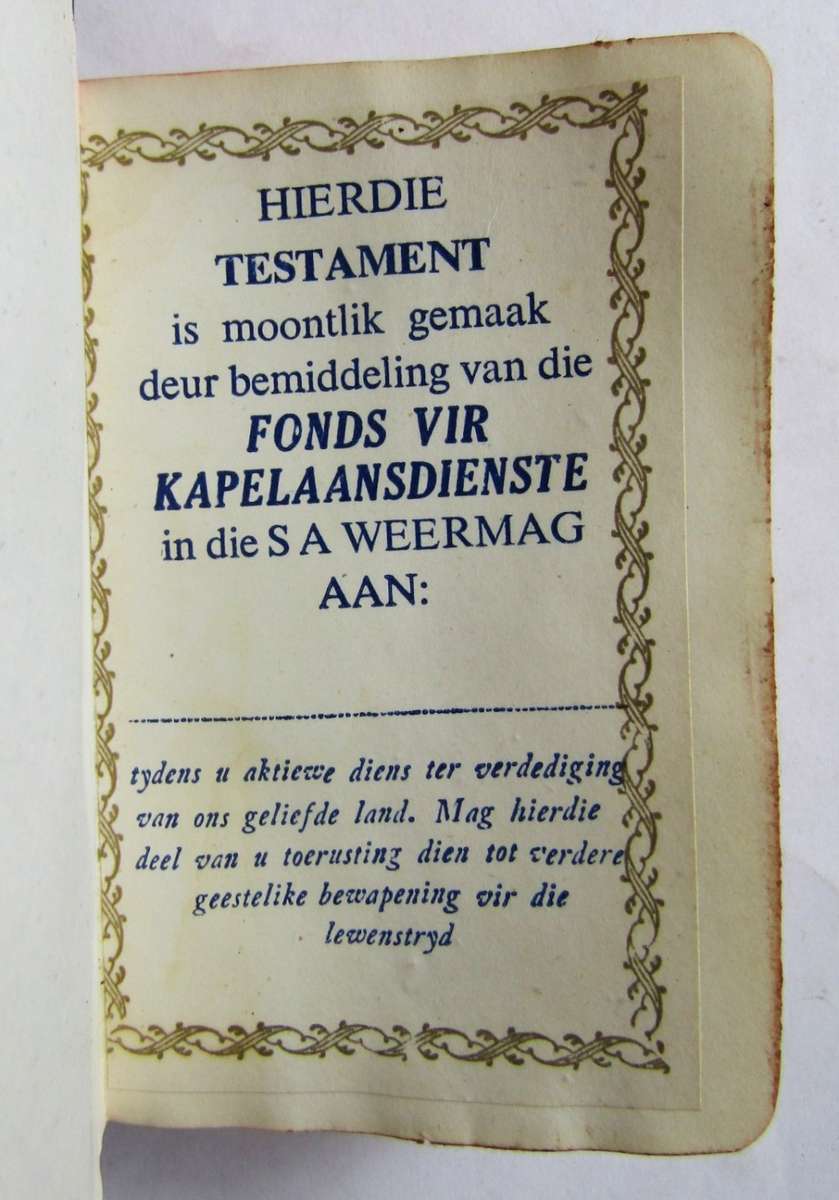 HIERDIE
TESTAMENT
is moontlik gemaak
deur bemiddeling van die
FONDS VIR
KAPELAANSDIENSTE
in die S A WEERMAG
AAN:
tydens u aktiewe diens ter verdediging
van ons geliefde land. Mag hierdie
deel van u toerusting dien tot verdere
geestelike bewapening vir die
lewenstryd